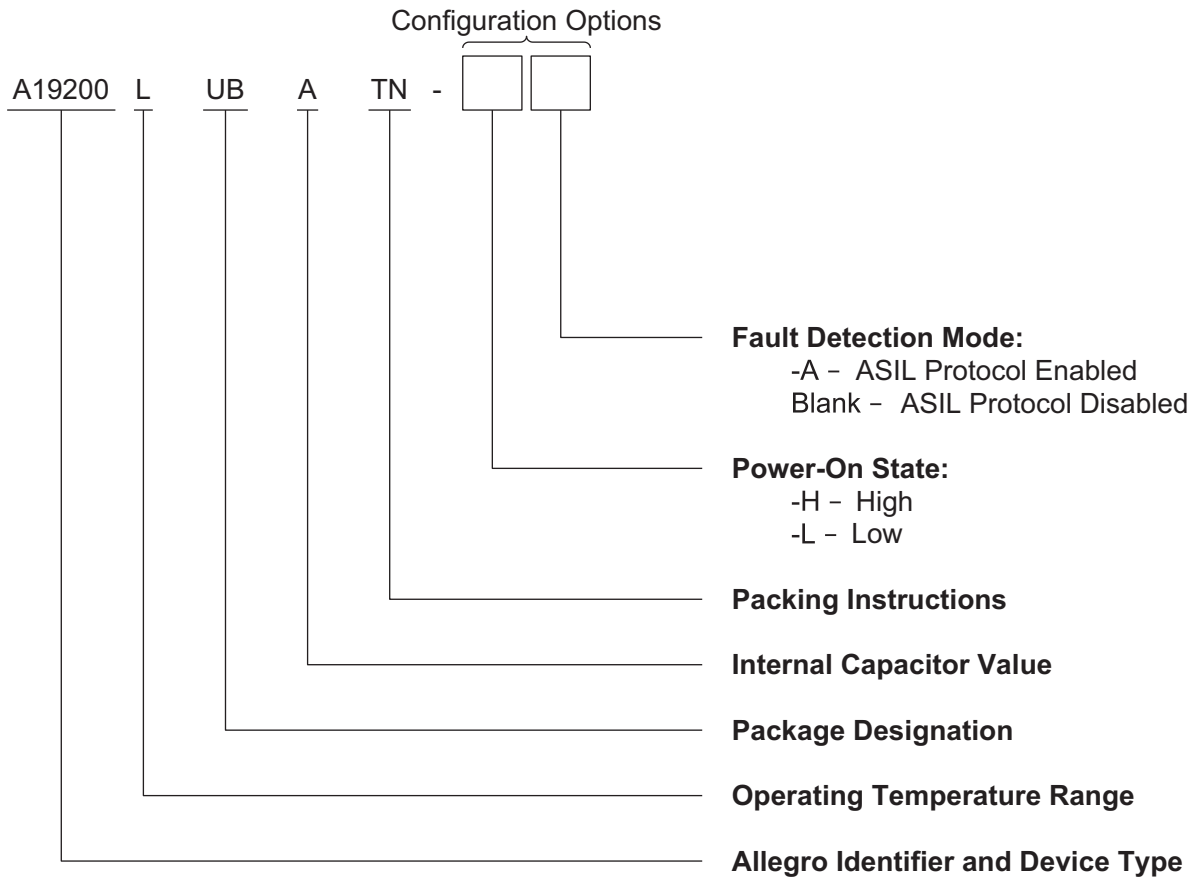 Configuration Options
A19200 L UB A TN -
Fault Detection Mode:
-A – ASIL Protocol Enabled
Blank – ASIL Protocol Disabled
Power-On State:
-H – High
-L – Low
Packing Instructions
Internal Capacitor Value
Package Designation
Operating Temperature Range
Allegro Identifier and Device Type